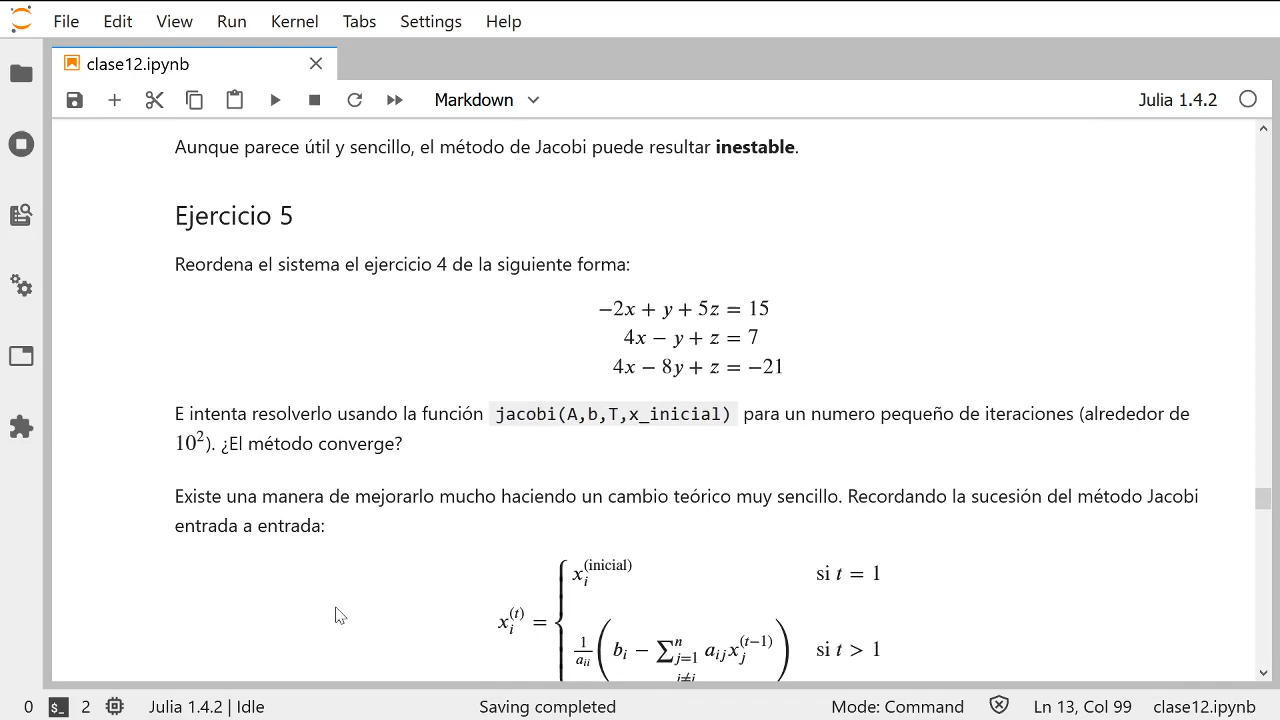 File Edit View Run Kernel Tabs Settings Help
clase12.ipynb
Markdown
Julia 1.4.2
Aunque parece útil y sencillo, el método de Jacobi puede resultar inestable.
Ejercicio 5
Reordena el sistema el ejercicio 4 de la siguiente forma:
−2x + y + 5z = 15
4x − y + z = 7
4x − 8y + z = −21
E intenta resolverlo usando la función jacobi(A,b,T,x_inicial) para un numero pequeño de iteraciones (alrededor de
10²). ¿El método converge?
Existe una manera de mejorarlo mucho haciendo un cambio teórico muy sencillo. Recordando la sucesión del método Jacobi
entrada a entrada:
x_i^(t) = { x_i^(inicial) si t = 1
1/a_ii ( b_i − ∑_{j=1, j≠i}^n a_ij x_j^(t−1) ) si t > 1
0 $_ 2 Julia 1.4.2 | Idle Saving completed Mode: Command Ln 13, Col 99 clase12.ipynb